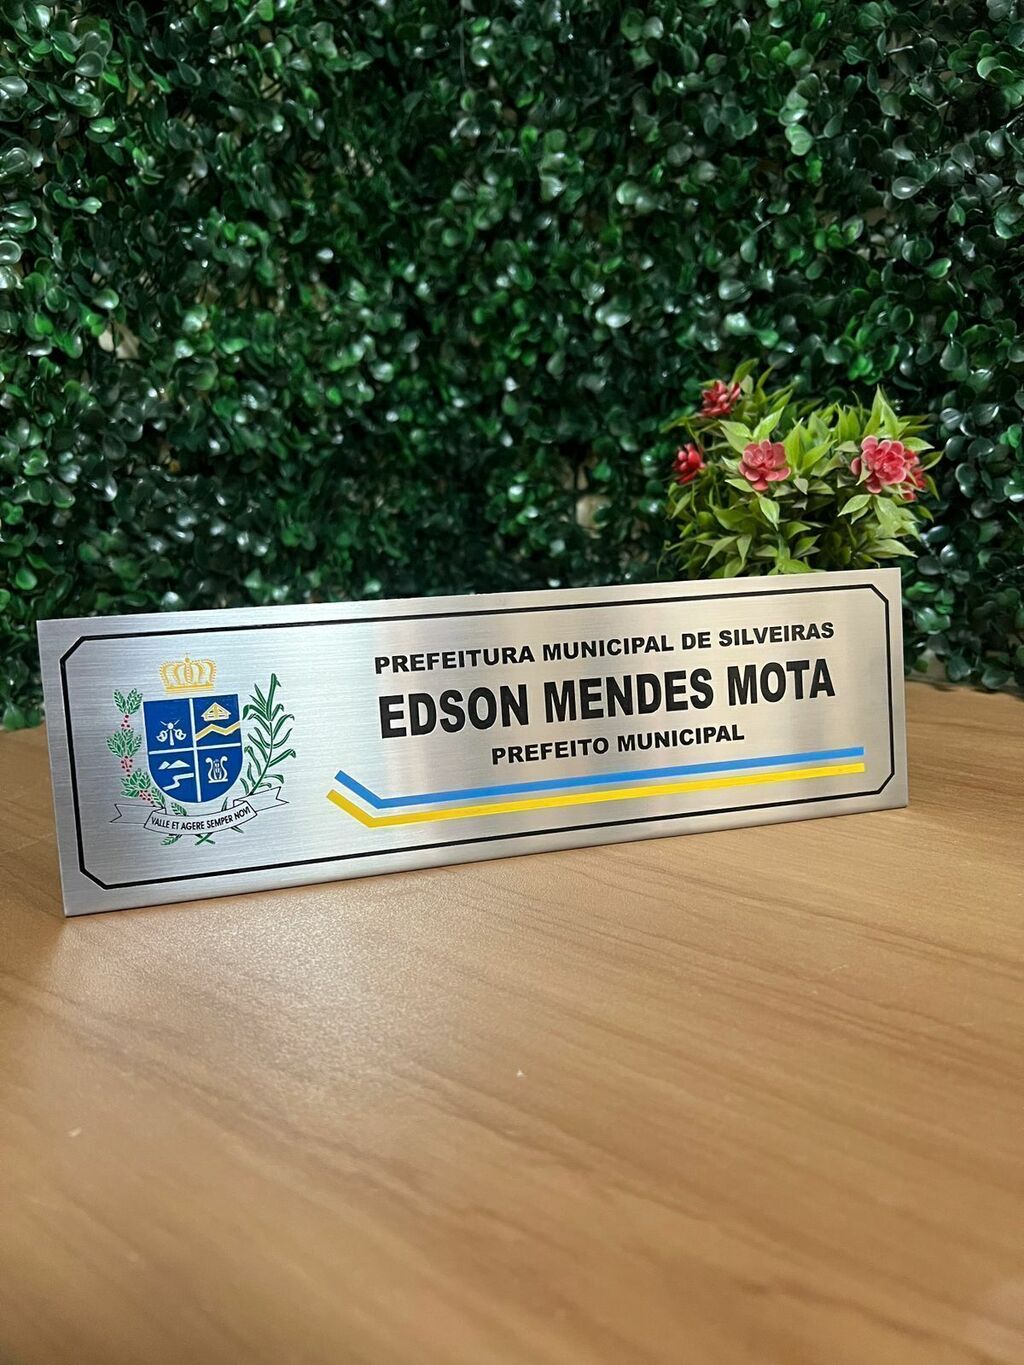 PREFEITURA MUNICIPAL DE SILVEIRAS
EDSON MENDES MOTA
PREFEITO MUNICIPAL
VALLE ET AGERE SEMPER NOVI